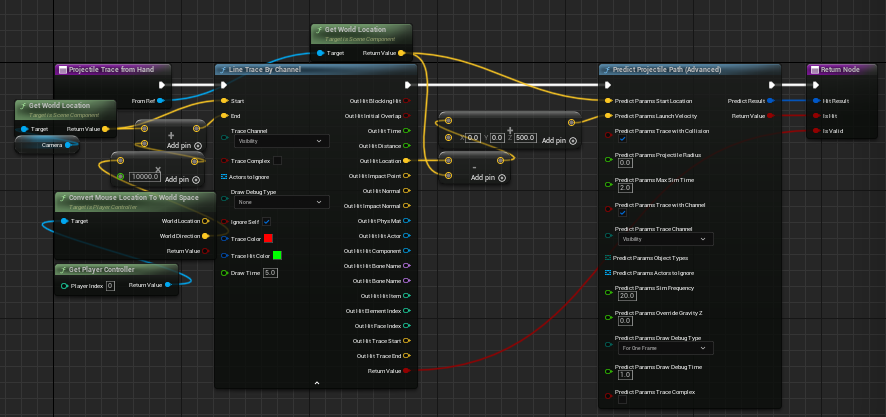 Get World Location
Target is Scene Component
Target
Return Value
Projectile Trace from Hand
From Ref
Get World Location
Target is Scene Component
Target
Return Value
Camera
+
Add pin
x
10000.0
Add pin
Convert Mouse Location To World Space
Target is Player Controller
Target
World Location
World Direction
Return Value
Get Player Controller
Player Index
0
Return Value
Line Trace By Channel
Start
End
Trace Channel
Visibility
Trace Complex
Actors to Ignore
Draw Debug Type
None
Ignore Self
Trace Color
Trace Hit Color
Draw Time
5.0
Out Hit Blocking Hit
Out Hit Initial Overlap
Out Hit Time
Out Hit Distance
Out Hit Location
Out Hit Impact Point
Out Hit Normal
Out Hit Impact Normal
Out Hit Phys Mat
Out Hit Actor
Out Hit Component
Out Hit Hit Bone Name
Out Hit Bone Name
Out Hit Hit Item
Out Hit Element Index
Out Hit Face Index
Out Hit Trace Start
Out Hit Trace End
Return Value
+
0.0 Y 0.0 Z 500.0
Add pin
-
Add pin
Predict Projectile Path (Advanced)
Predict Params Start Location
Predict Params Launch Velocity
Predict Params Trace with Collision
Predict Params Projectile Radius
0.0
Predict Params Max Sim Time
2.0
Predict Params Trace with Channel
Predict Params Trace Channel
Visibility
Predict Params Object Types
Predict Params Actors to Ignore
Predict Params Sim Frequency
20.0
Predict Params Override Gravity Z
0.0
Predict Params Draw Debug Type
For One Frame
Predict Params Draw Debug Time
1.0
Predict Params Trace Complex
Predict Result
Return Value
Return Node
Hit Result
Is Hit
Is Valid